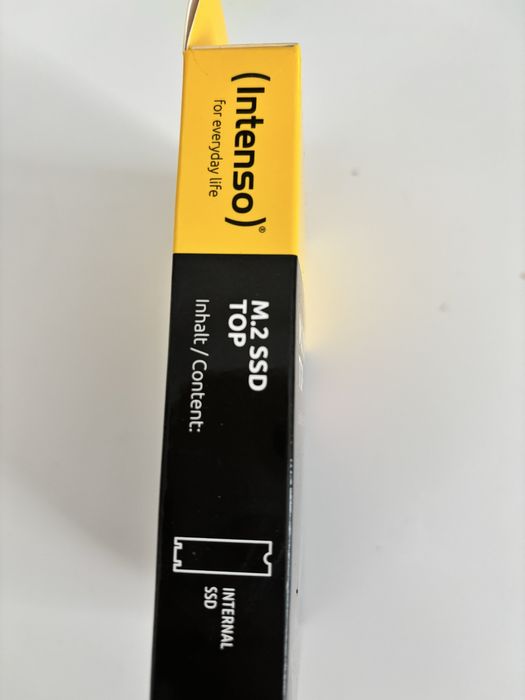 (Intenso)®
for everyday life
M.2 SSD
TOP
Inhalt / Content:
INTERNAL
SSD